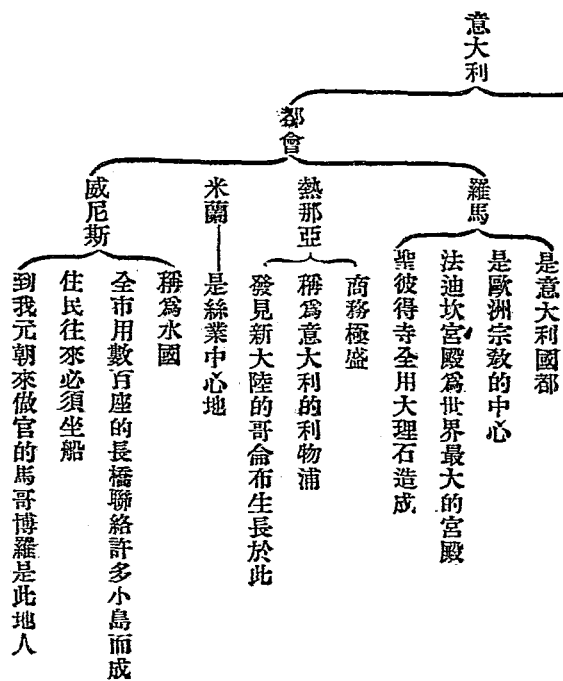 意大利
都會
羅馬
是意大利國都
是歐洲宗敎的中心
法迪坎宮殿爲世界最大的宮殿
聖彼得寺全用大理石造成
熱那亞
商務極盛
稱爲意大利的利物浦
發見新大陸的哥侖布生長於此
米蘭
是絲業中心地
威尼斯
稱爲水國
全市用數百座的長橋聯絡許多小島而成
住民往來必須坐船
到我元朝來做官的馬哥博羅是此地人